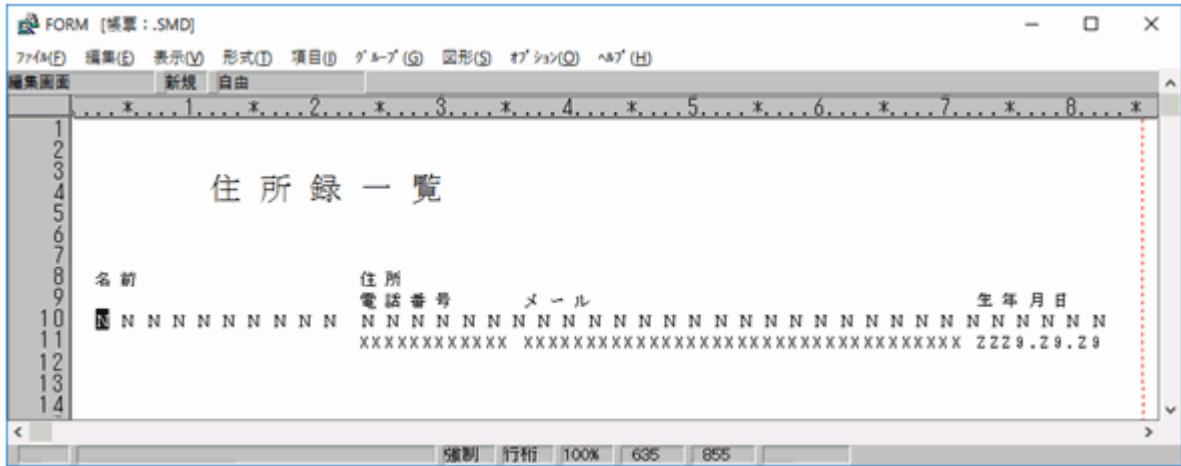 FORM [帳票:.SMD]
ファイル(F) 編集(E) 表示(V) 形式(T) 項目(I) グループ(G) 図形(S) オプション(O) ヘルプ(H)
編集画面 新規 自由
....*....1....*....2....*....3....*....4....*....5....*....6....*....7....*....8....*
1
2
3
4 住所録一覧
5
6
7
8 名前 住所
9 電話番号 メール 生年月日
10 NNNNNNNNNN NNNNNNNNNNNNNNNNNNNNNNNNNNNNNN
11 XXXXXXXXXXXX XXXXXXXXXXXXXXXXXXXXXXXXXXXXXXXXXXX ZZZ9.Z9.Z9
12
13
14
強制 行桁 100% 635 855